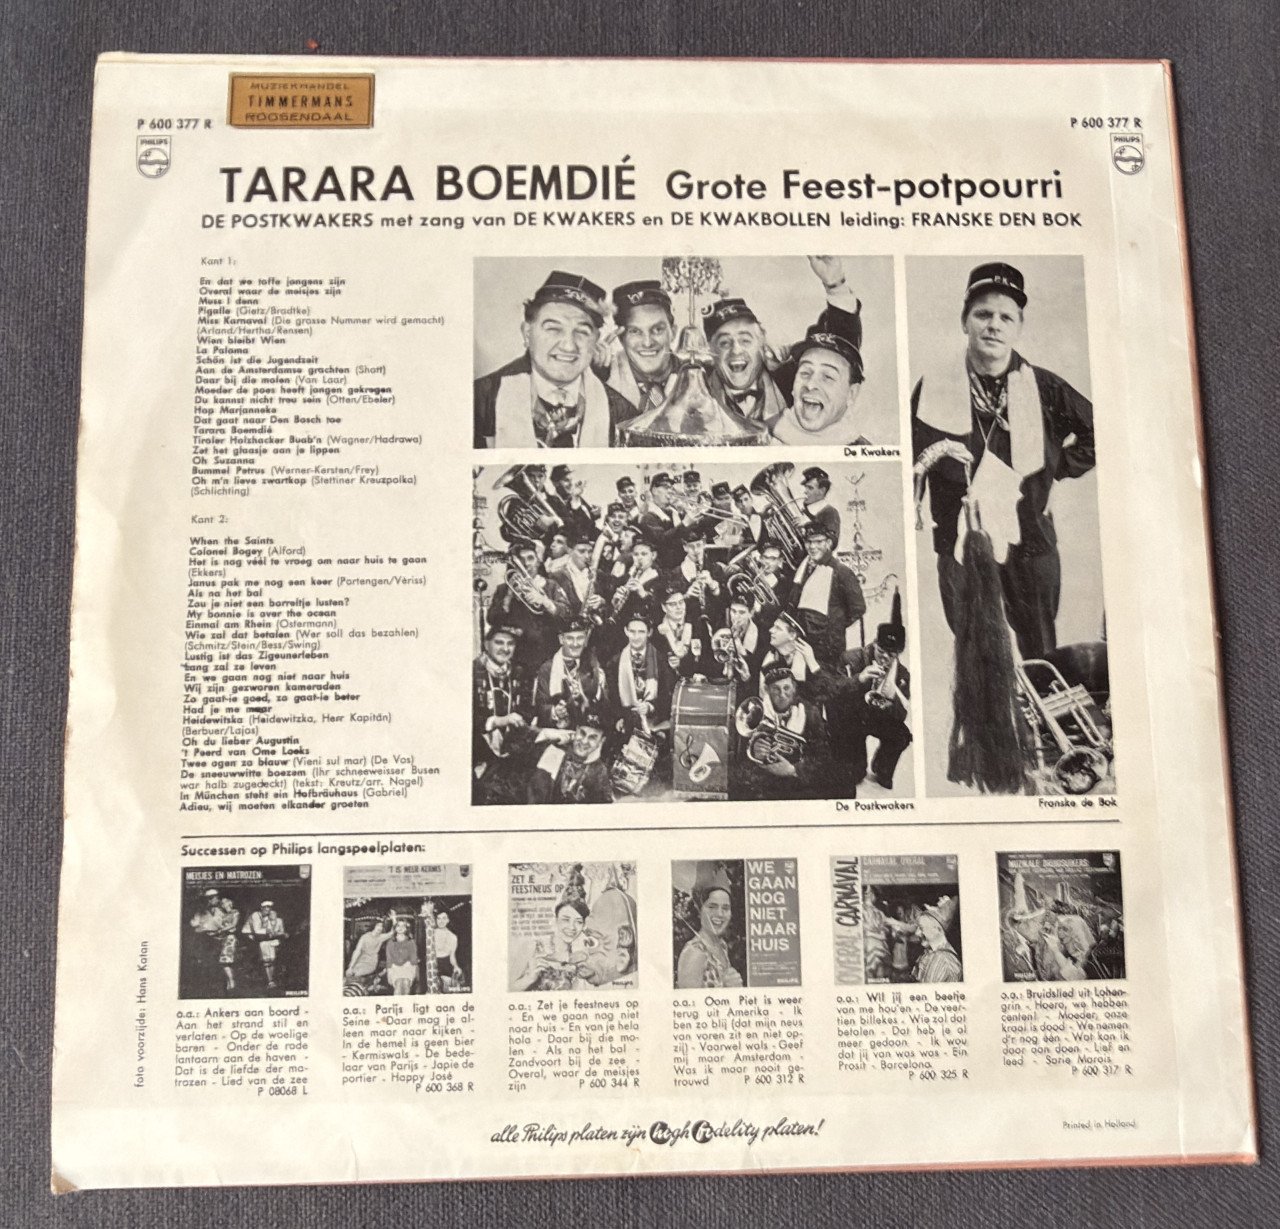 MUZIEKHANDEL
TIMMERMANS
ROOSENDAAL
P 600 377 R
P 600 377 R
PHILIPS
PHILIPS
TARARA BOEMDIÉ Grote Feest-potpourri
DE POSTKWAKERS met zang van DE KWAKERS en DE KWAKBOLLEN leiding: FRANSKE DEN BOK
Kant 1:
En dat we toffe jongens zijn
Overal waar de meisjes zijn
Muss I denn
Pigalle (Gietz/Bradtke)
Miss Karnaval (Die grosse Nummer wird gemacht)
(Arland/Hertha/Rensen)
Wien bleibt Wien
La Paloma
Schön ist die Jugendzeit
Aan de Amsterdamse grachten (Shott)
Daar bij die molen (Van Laar)
Moeder de poes heeft jongen gekregen
Du kannst nicht treu sein (Otten/Ebeler)
Hop Marjanneke
Dat gaat naar Den Bosch toe
Tarara Boemdié
Tiroler Holzhacker Buab'n (Wagner/Hadrawa)
Zet het glaasje aan je lippen
Oh Suzanna
Bummel Petrus (Werner-Kersten/Frey)
Oh m'n lieve zwartkop (Stettiner Kreuzpolka)
(Schlichting)
Kant 2:
When the Saints
Colonel Bogey (Alford)
Het is nog véél te vroeg om naar huis te gaan
(Ekkers)
Janus pak me nog een keer (Partengen/Vèriss)
Als na het bal
Zou je niet een borreltje lusten?
My bonnie is over the ocean
Einmal am Rhein (Ostermann)
Wie zal dat betalen (Wer soll das bezahlen)
(Schmitz/Stein/Bess/Swing)
Lustig ist das Zigeunerleben
Lang zal ze leven
En we gaan nog niet naar huis
Wij zijn gezworen kameraden
Zo gaat-ie goed, zo gaat-ie beter
Had je me maar
Heidewitska (Heidewitzka, Herr Kapitän)
(Berbuer/Lajos)
Oh du lieber Augustin
't Peerd van Ome Loeks
Twee ogen zo blauw (Vieni sul mar) (De Vos)
De sneeuwwitte boezem (Ihr schneeweisser Busen
war halb zugedeckt) (tekst: Kreutz/arr. Nagel)
In München steht ein Hofbräuhaus (Gabriel)
Adieu, wij moeten elkander groeten
De Kwakers
De Postkwakers
P.K.
Franske de Bok
Successen op Philips langspeelplaten:
MEISJES EN MATROZEN
PHILIPS
o.a.: Ankers aan boord -
Aan het strand stil en
verlaten - Op de woelige
baren - Onder de rode
lantaarn aan de haven -
Dat is de liefde der ma-
trozen - Lied van de zee
P 08068 L
'T IS WEER KERMIS!
PHILIPS
o.a.: Parijs ligt aan de
Seine - Daar mag je al-
leen maar naar kijken -
In de hemel is geen bier
- Kermiswals - De bede-
laar van Parijs - Japie de
portier - Happy José
P 600 368 R
ZET JE
FEESTNEUS OP
PHILIPS
o.a.: Zet je feestneus op
- En we gaan nog niet
naar huis - En van je hela
hola - Daar bij die mo-
len - Als na het bal -
Zandvoort bij de zee -
Overal, waar de meisjes
zijn P 600 344 R
WE
GAAN
NOG
NIET
NAAR
HUIS
PHILIPS
o.a.: Oom Piet is weer
terug uit Amerika - Ik
ben zo blij (dat mijn neus
van voren zit en niet op-
zij) - Vaarwel wals - Geef
mij maar Amsterdam -
Was ik maar nooit ge-
trouwd P 600 312 R
CARNAVAL OVERAL
OVERAL CARNAVAL
PHILIPS
o.a.: Wil jij een beetje
van me houen - De veer-
tien billekes - Wie zal dat
betalen - Dat heb je al
meer gedaan - Ik wou
dat jij van was was - Ein
Prosit - Barcelona
P 600 325 R
MUZIKALE BRUIDSUIKERS
PHILIPS
o.a.: Bruidslied uit Lohen-
grin - Hoera, we hebben
centen! - Moeder, onze
kraai is dood - We nemen
d'r nog één - Wat kan ik
daar aan doen - Lief en
leed - Sarie Marois
P 600 317 R
foto voorzijde: Hans Katan
alle Philips platen zijn High Fidelity platen!
Printed in Holland